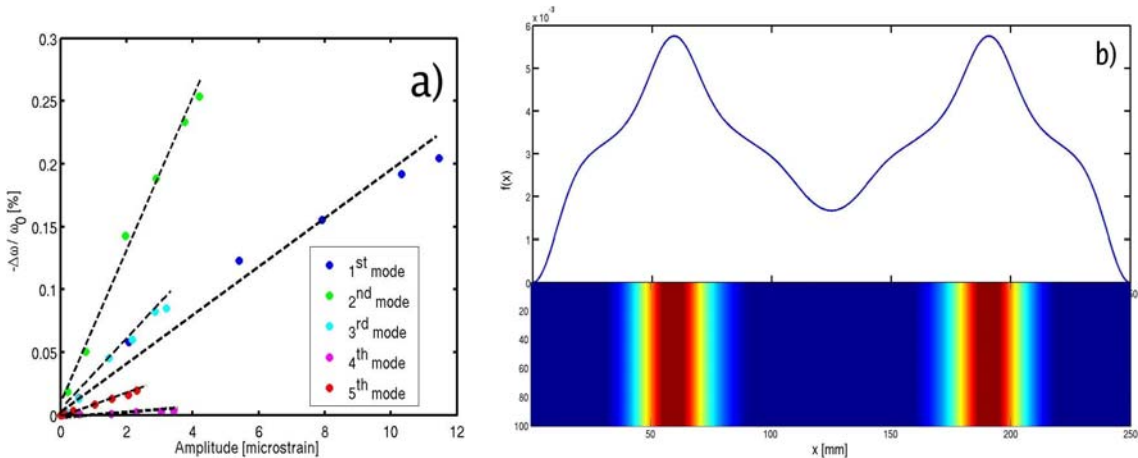 a)
0.3
0.25
0.2
0.15
0.1
0.05
0
-Δω/ ω0 [%]
0 2 4 6 8 10 12
Amplitude [microstrain]
1st mode
2nd mode
3rd mode
4th mode
5th mode
b)
x 10-3
6
5
4
3
2
1
0
f(x)
50
20
40
60
80
100
50 100 150 200 250
x [mm]